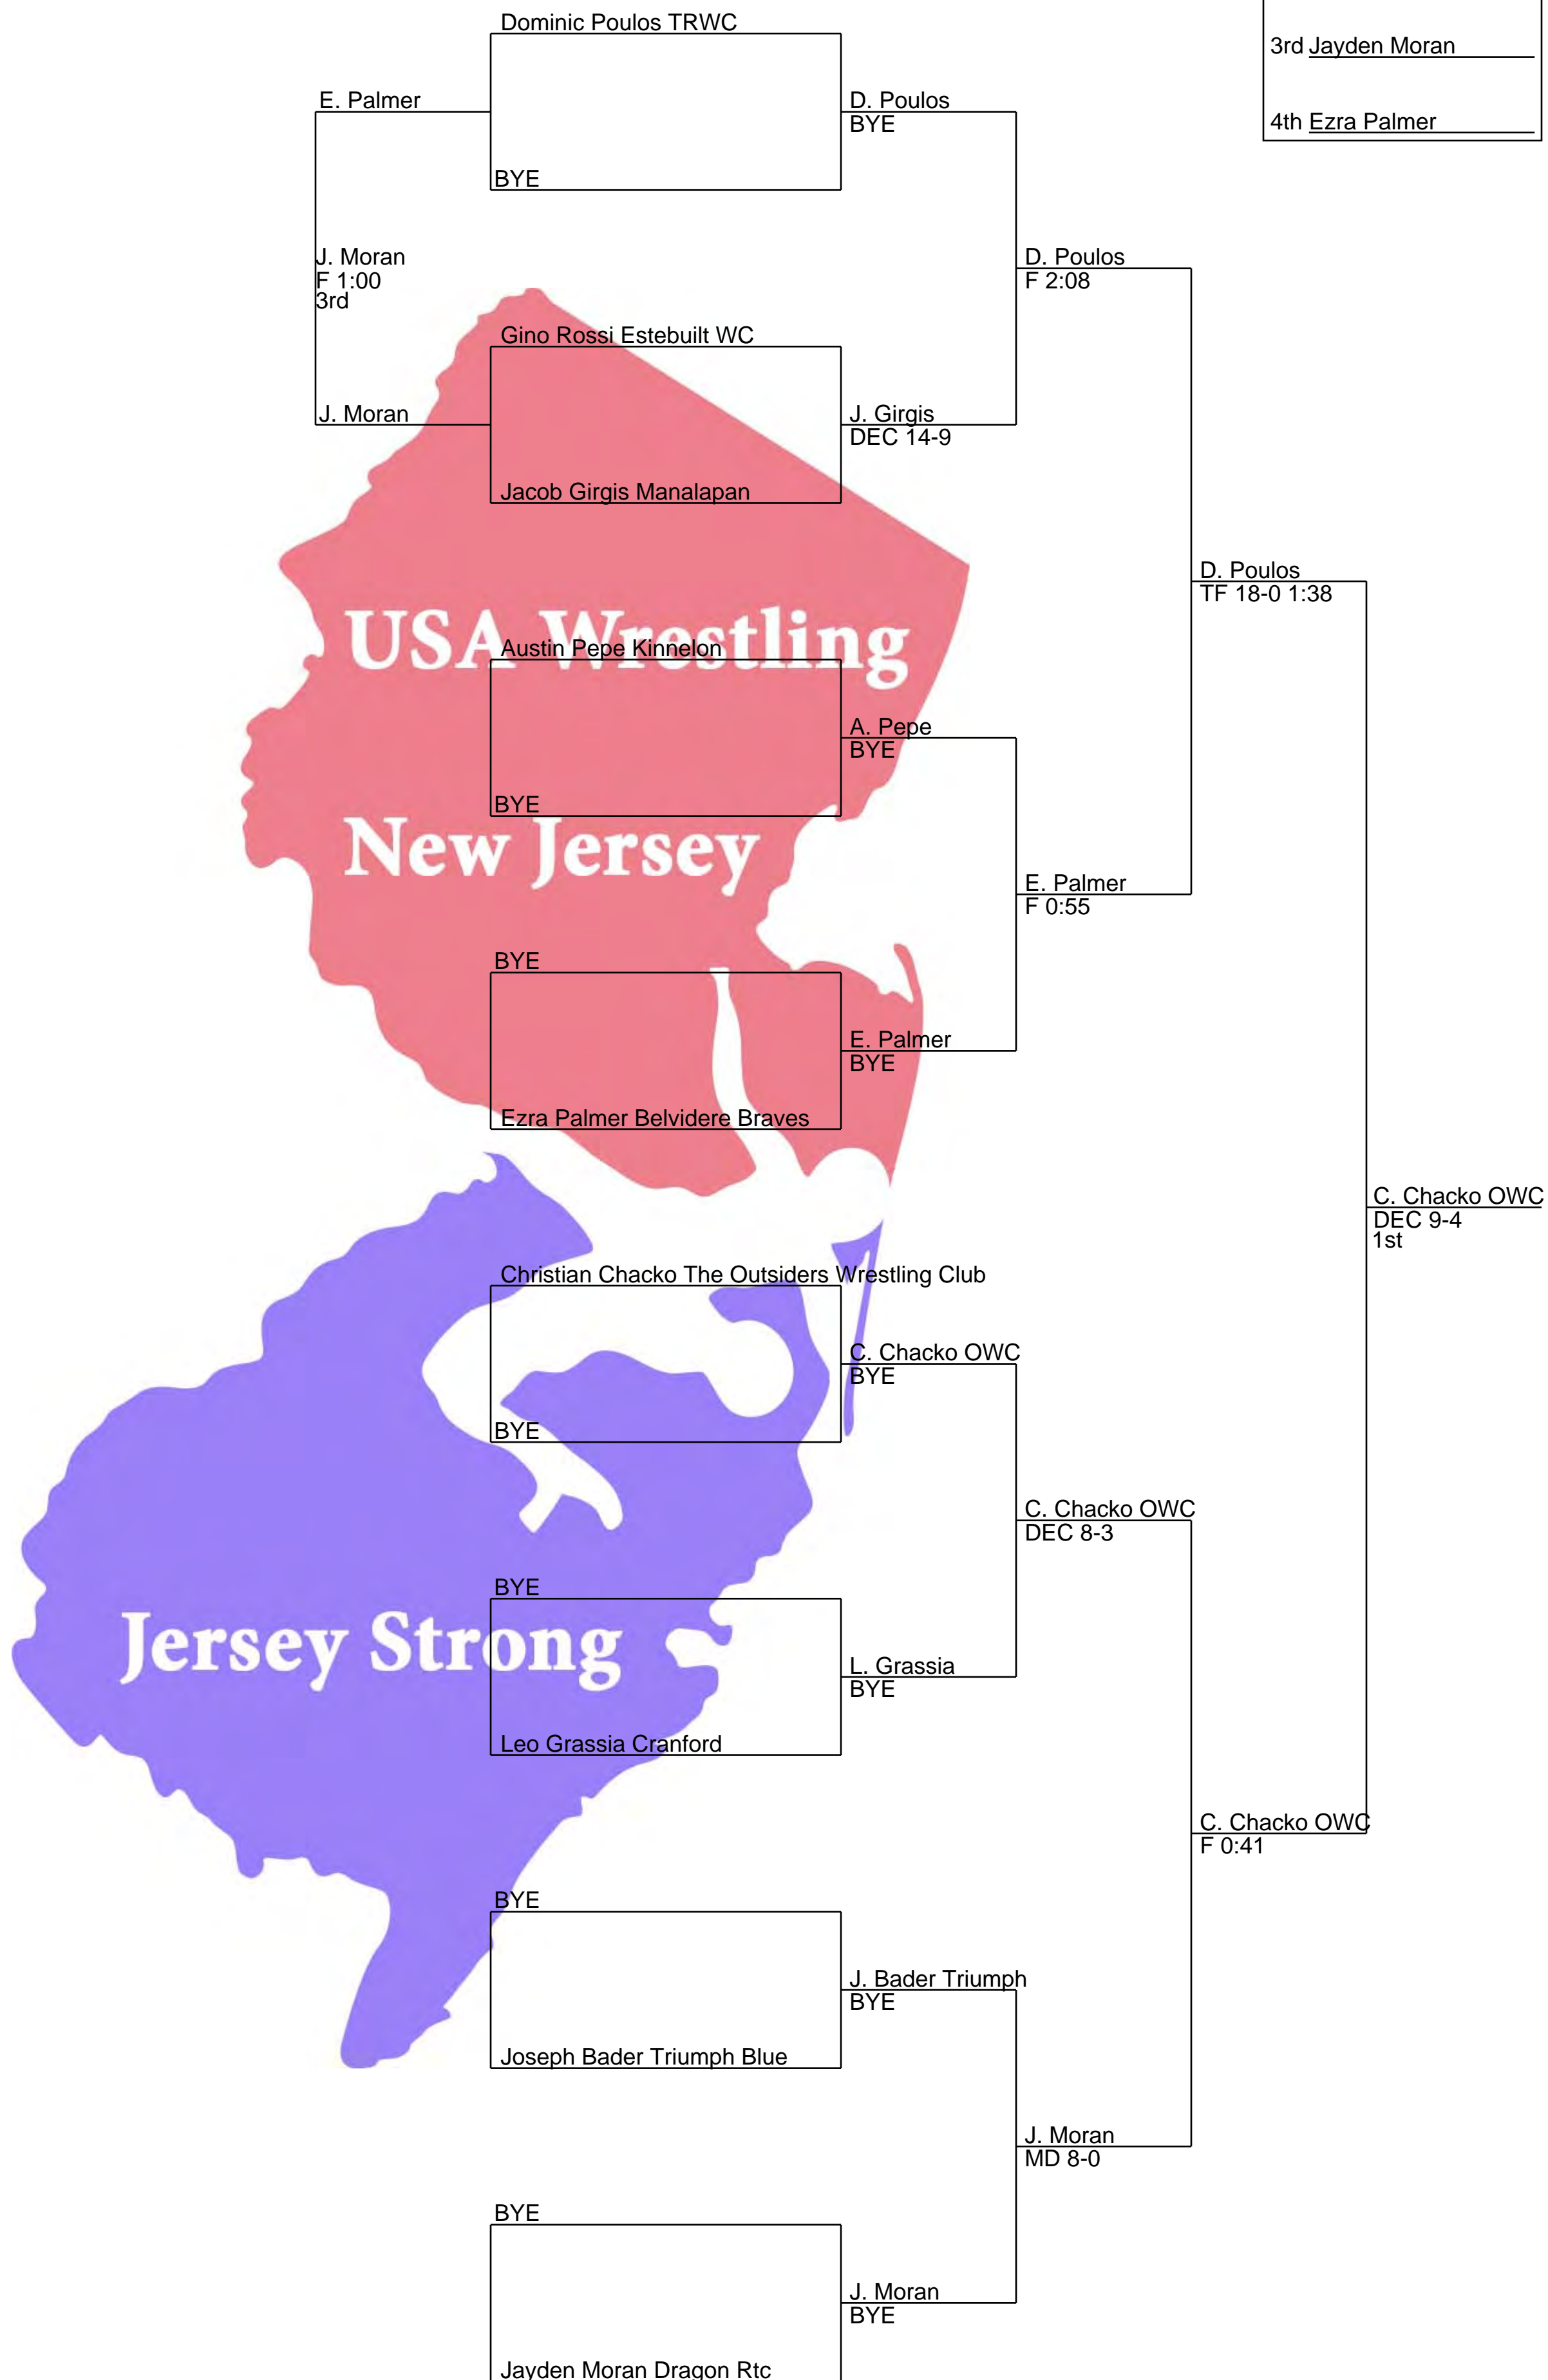 Dominic Poulos TRWC
3rd Jayden Moran
E. Palmer
D. Poulos
BYE
4th Ezra Palmer
BYE
J. Moran
F 1:00
3rd
D. Poulos
F 2:08
Gino Rossi Estebuilt WC
J. Moran
J. Girgis
DEC 14-9
Jacob Girgis Manalapan
D. Poulos
TF 18-0 1:38
USA Wrestling
Austin Pepe Kinnelon
A. Pepe
BYE
BYE
New Jersey
E. Palmer
F 0:55
BYE
E. Palmer
BYE
Ezra Palmer Belvidere Braves
C. Chacko OWC
DEC 9-4
1st
Christian Chacko The Outsiders Wrestling Club
C. Chacko OWC
BYE
BYE
C. Chacko OWC
DEC 8-3
BYE
Jersey Strong
L. Grassia
BYE
Leo Grassia Cranford
C. Chacko OWC
F 0:41
BYE
J. Bader Triumph
BYE
Joseph Bader Triumph Blue
J. Moran
MD 8-0
BYE
J. Moran
BYE
Jayden Moran Dragon Rtc